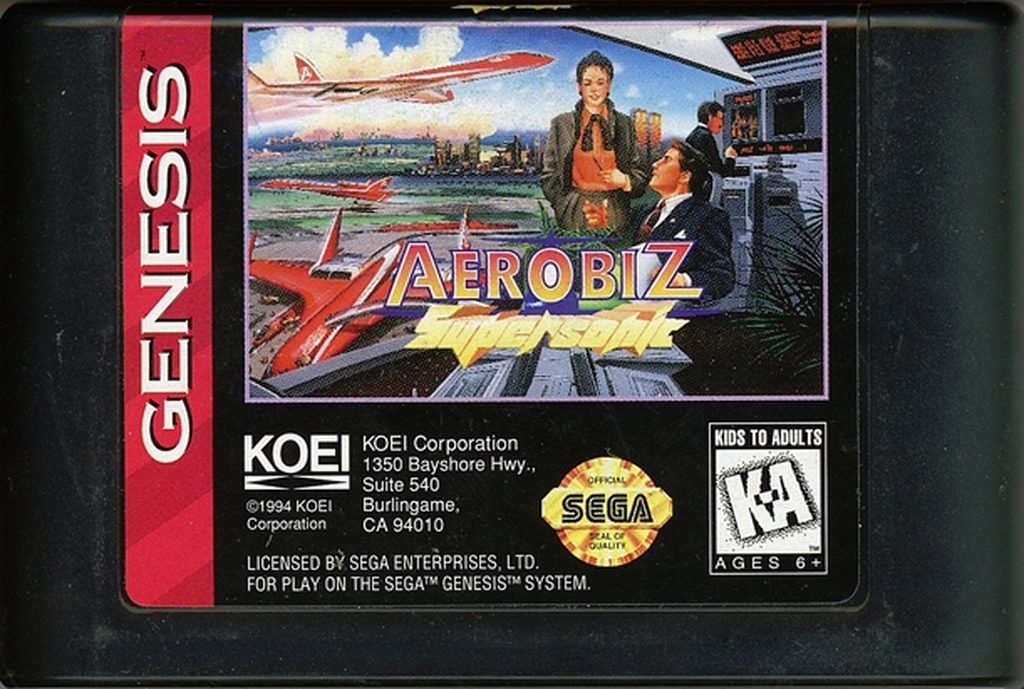 GENESIS
AEROBIZ
Supersonic
KOEI
©1994 KOEI
Corporation
KOEI Corporation
1350 Bayshore Hwy.,
Suite 540
Burlingame,
CA 94010
OFFICIAL
SEGA
SEAL OF
QUALITY
KIDS TO ADULTS
K-A
™
AGES 6+
LICENSED BY SEGA ENTERPRISES, LTD.
FOR PLAY ON THE SEGA™ GENESIS™ SYSTEM.